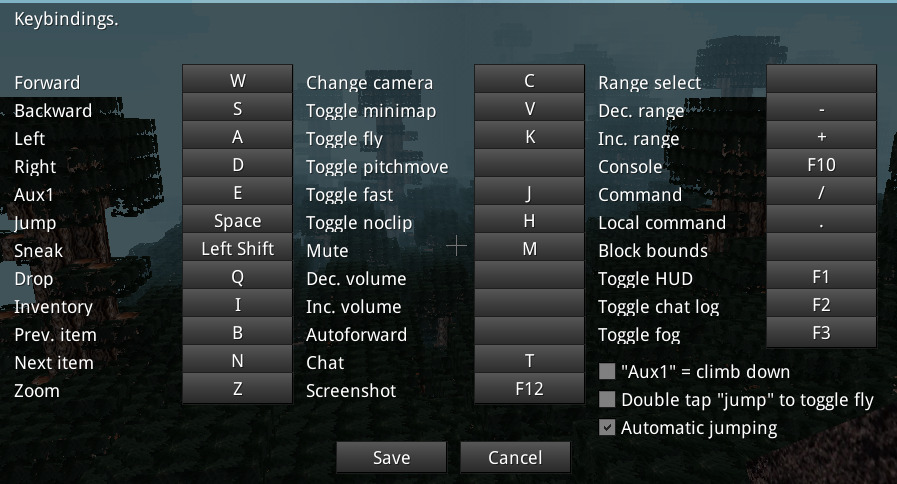 Keybindings.
Forward W Change camera C Range select
Backward S Toggle minimap V Dec. range -
Left A Toggle fly K Inc. range +
Right D Toggle pitchmove Console F10
Aux1 E Toggle fast J Command /
Jump Space Toggle noclip H Local command .
Sneak Left Shift Mute M Block bounds
Drop Q Dec. volume Toggle HUD F1
Inventory I Inc. volume Toggle chat log F2
Prev. item B Autoforward Toggle fog F3
Next item N Chat T "Aux1" = climb down
Zoom Z Screenshot F12 Double tap "jump" to toggle fly
Automatic jumping
Save Cancel